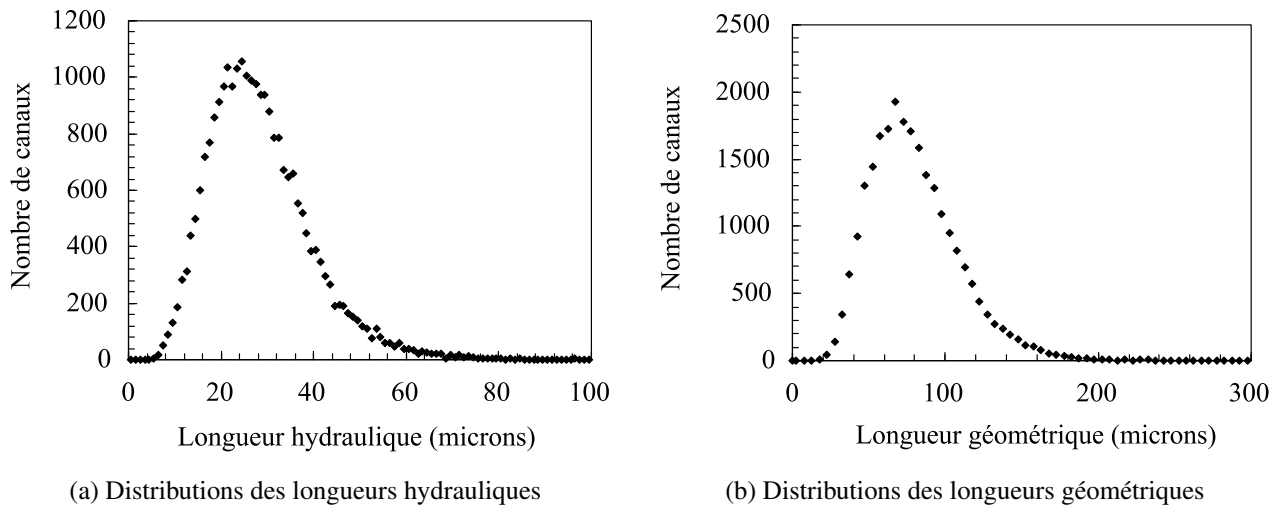 1200
1000
800
600
400
200
0
0 20 40 60 80 100
Nombre de canaux
Longueur hydraulique (microns)
(a) Distributions des longueurs hydrauliques
2500
2000
1500
1000
500
0
0 100 200 300
Nombre de canaux
Longueur géométrique (microns)
(b) Distributions des longueurs géométriques